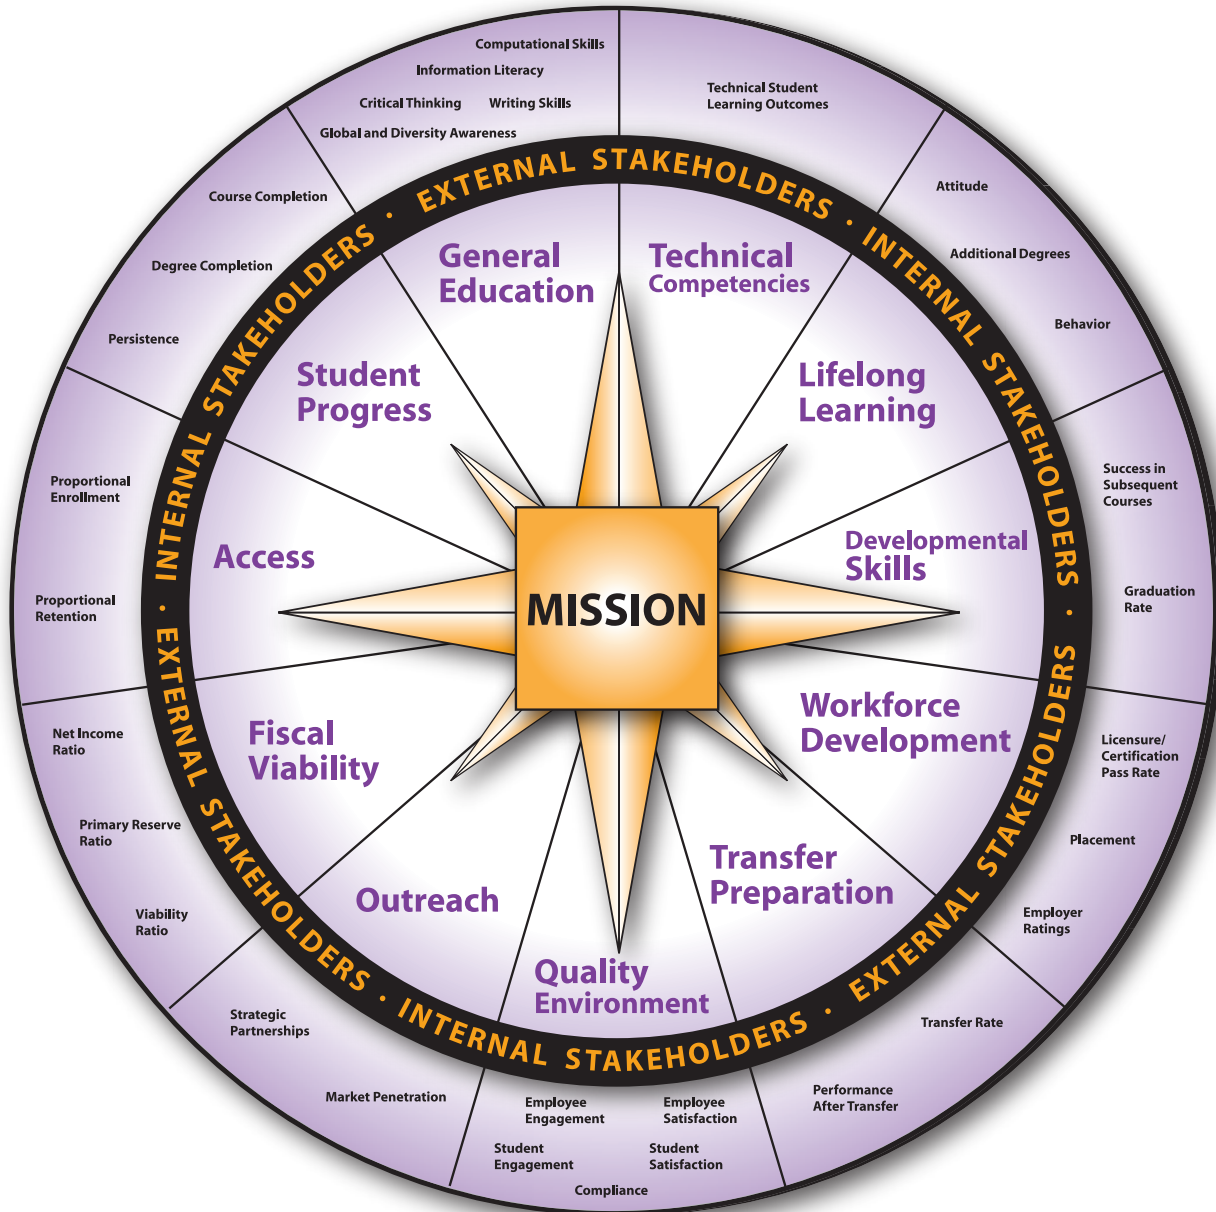 Computational Skills
Information Literacy
Critical Thinking
Writing Skills
Global and Diversity Awareness
Technical Student
Learning Outcomes
Attitude
Additional Degrees
Behavior
Success in
Subsequent
Courses
Graduation
Rate
Licensure/
Certification
Pass Rate
Placement
Employer
Ratings
Transfer Rate
Performance
After Transfer
Employee
Engagement
Employee
Satisfaction
Student
Engagement
Student
Satisfaction
Compliance
Market Penetration
Strategic
Partnerships
Viability
Ratio
Primary Reserve
Ratio
Net Income
Ratio
Proportional
Retention
Proportional
Enrollment
Persistence
Degree Completion
Course Completion
EXTERNAL STAKEHOLDERS · INTERNAL STAKEHOLDERS · EXTERNAL STAKEHOLDERS · INTERNAL STAKEHOLDERS · EXTERNAL STAKEHOLDERS · INTERNAL STAKEHOLDERS ·
General
Education
Technical
Competencies
Lifelong
Learning
Developmental
Skills
Workforce
Development
Transfer
Preparation
Quality
Environment
Outreach
Fiscal
Viability
Access
Student
Progress
MISSION